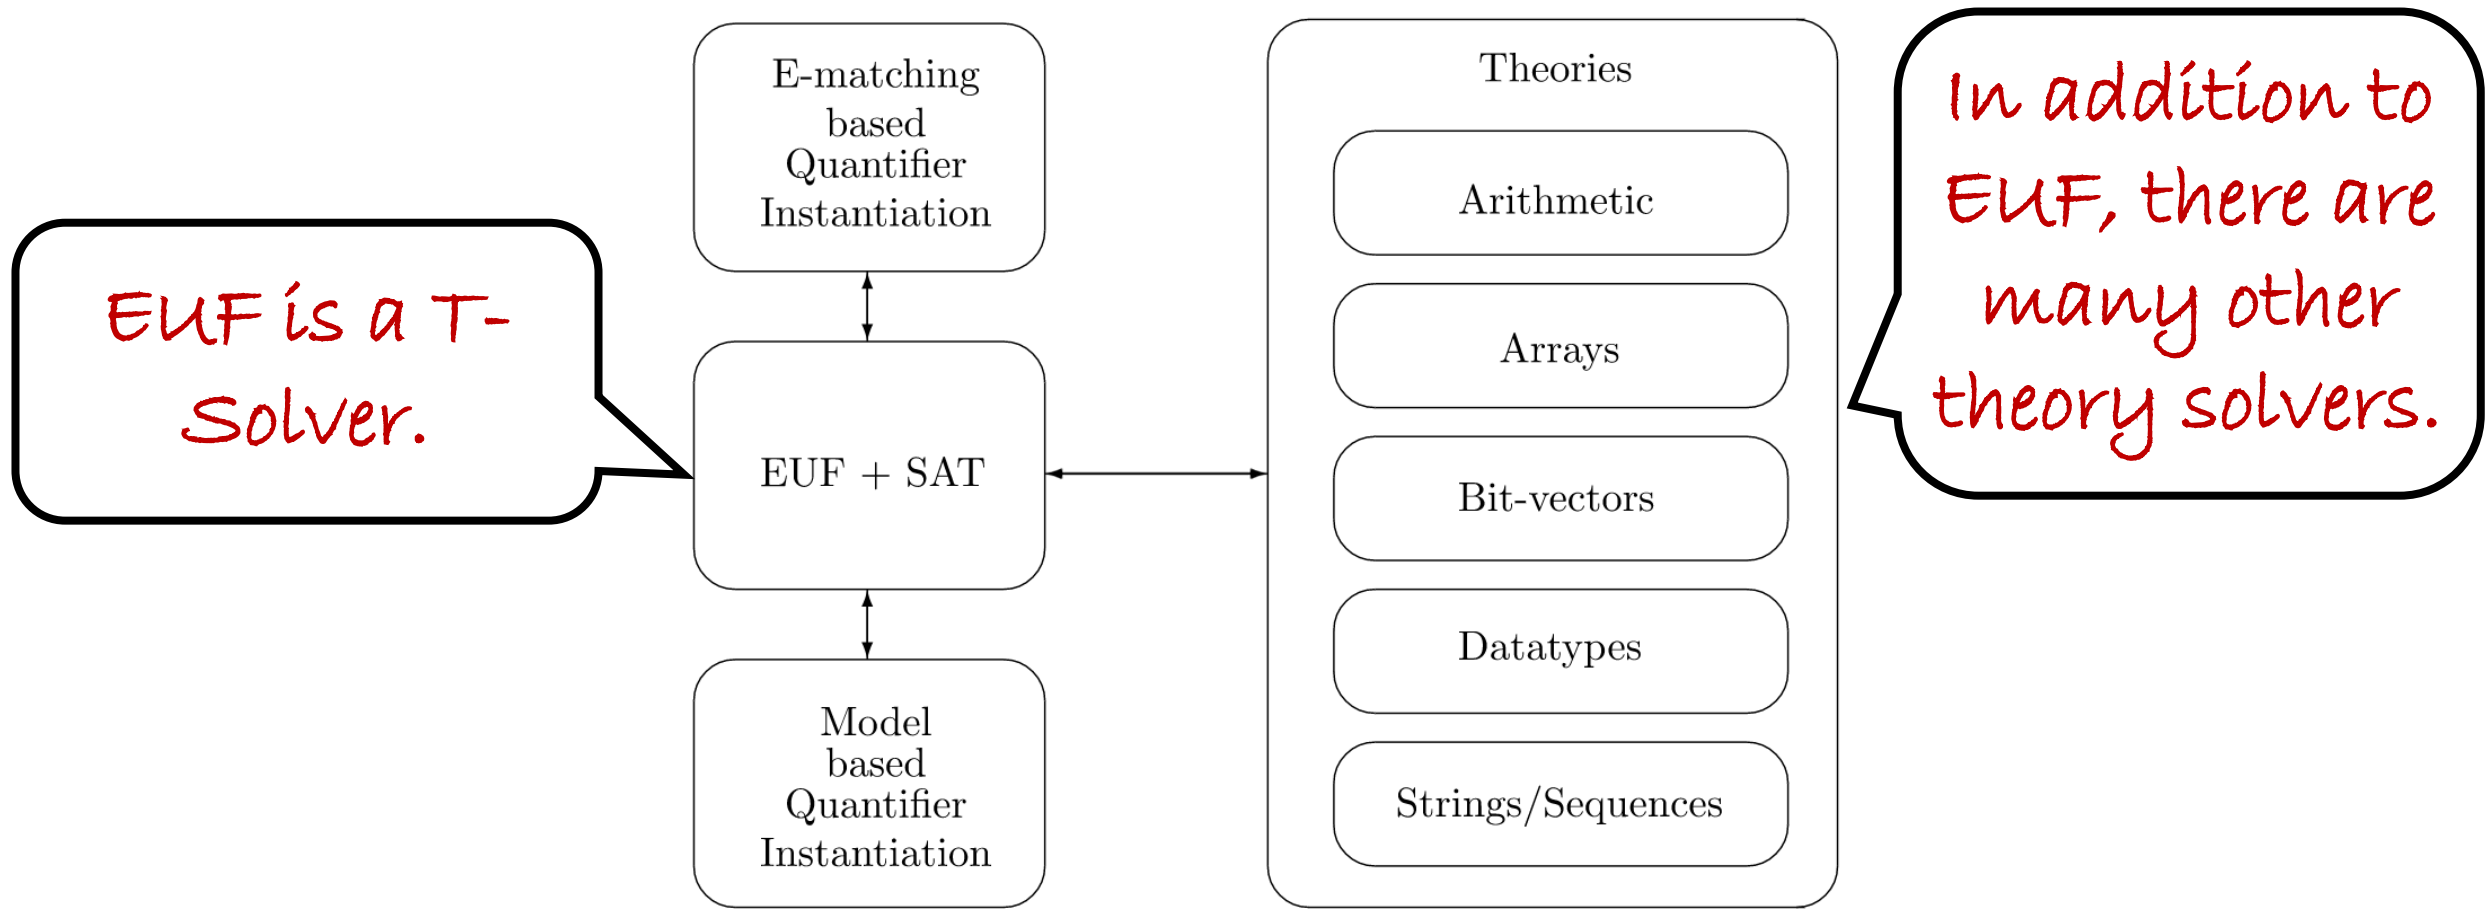 EUF is a T-
Solver.
E-matching
based
Quantifier
Instantiation
EUF + SAT
Model
based
Quantifier
Instantiation
Theories
Arithmetic
Arrays
Bit-vectors
Datatypes
Strings/Sequences
In addition to
EUF, there are
many other
theory solvers.